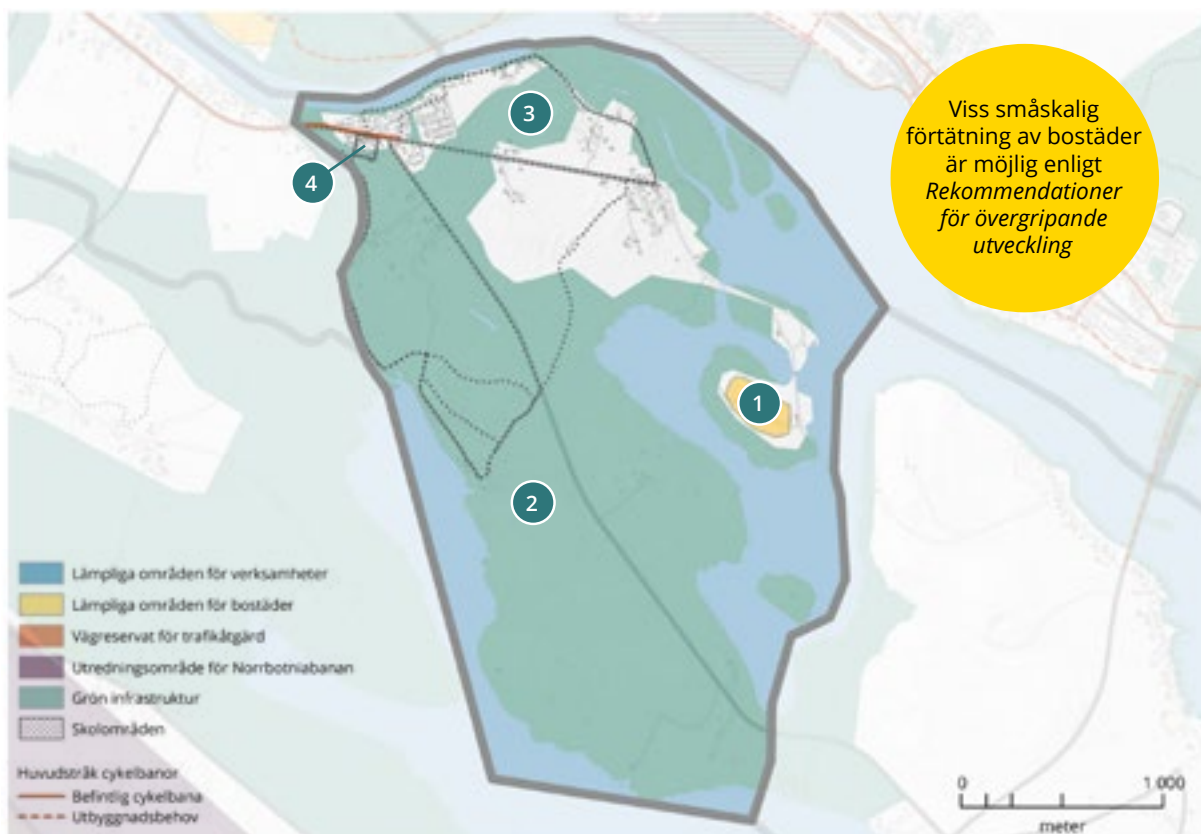 Viss småskalig
förtätning av bostäder
är möjlig enligt
Rekommendationer
för övergripande
utveckling
3
4
1
2
Lämpliga områden för verksamheter
Lämpliga områden för bostäder
Vägreservat för trafikåtgärd
Utredningsområde för Norrbotniabanan
Grön infrastruktur
Skolområden
Huvudstråk cykelbanor
Befintlig cykelbana
Utbyggnadsbehov
0 1 000
meter